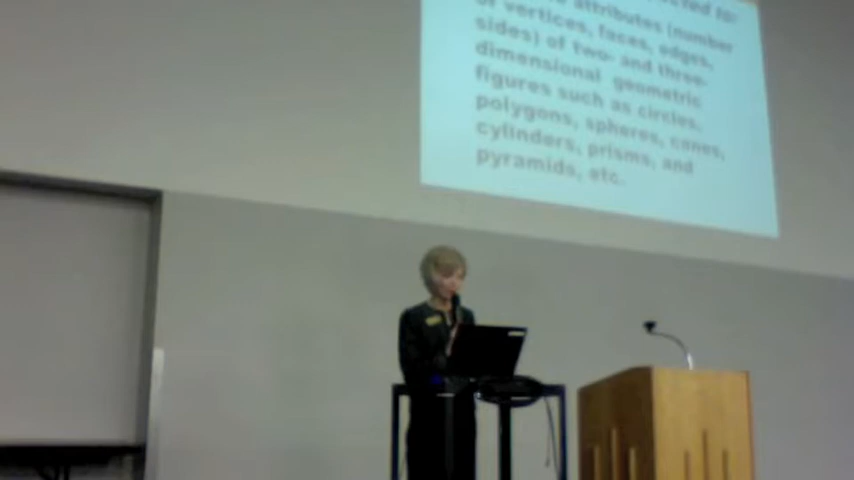 attributes (number
of vertices, faces, edges,
sides) of two- and three-
dimensional geometric
figures such as circles,
polygons, spheres, cones,
cylinders, prisms, and
pyramids, etc.